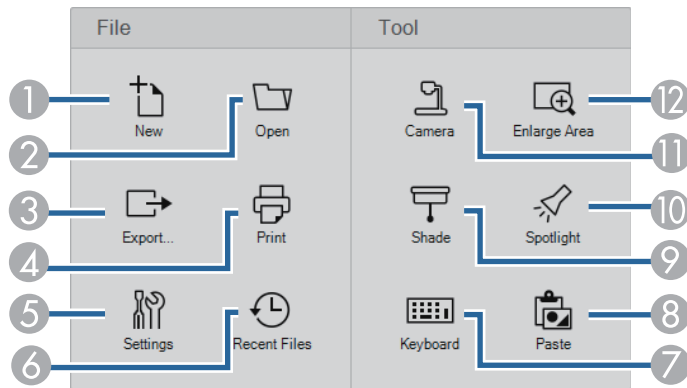 File Tool
1 New Open Camera Enlarge Area 12
2 11
3 Export... Print Shade Spotlight 10
4 9
5 Settings Recent Files Keyboard Paste 8
6 7